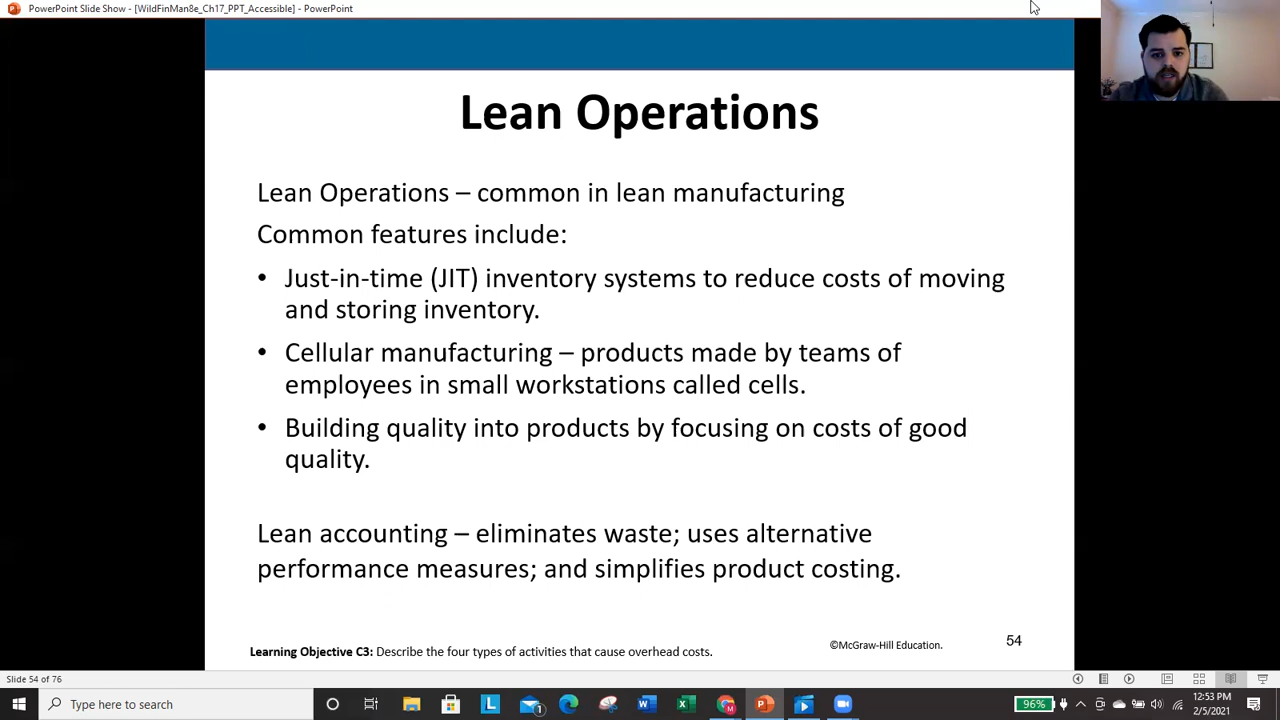 PowerPoint Slide Show - [WildFinMan8e_Ch17_PPT_Accessible] - PowerPoint
Lean Operations
Lean Operations – common in lean manufacturing
Common features include:
• Just-in-time (JIT) inventory systems to reduce costs of moving
and storing inventory.
• Cellular manufacturing – products made by teams of
employees in small workstations called cells.
• Building quality into products by focusing on costs of good
quality.
Lean accounting – eliminates waste; uses alternative
performance measures; and simplifies product costing.
Learning Objective C3: Describe the four types of activities that cause overhead costs.
©McGraw-Hill Education.
54
Slide 54 of 76
Type here to search
96%
12:53 PM
2/5/2021